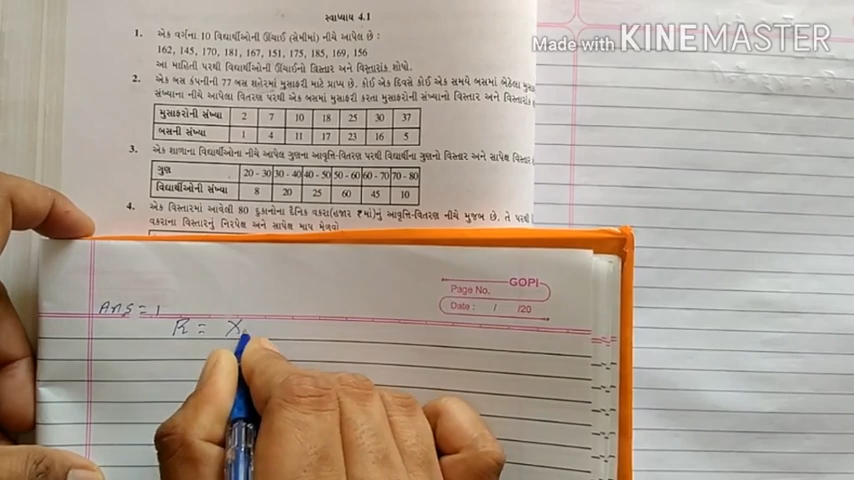 સ્વાધ્યાય 4.1
Made with KINEMASTER
1. એક વર્ગના 10 વિદ્યાર્થીઓની ઊંચાઈ (સેમીમાં) નીચે આપેલ છે :
162, 145, 170, 181, 167, 151, 175, 185, 169, 156
આ માહિતી પરથી વિદ્યાર્થીઓની ઊંચાઈનો વિસ્તાર અને વિસ્તારાંક શોધો.
2. એક બસ કંપનીની 77 બસ શહેરમાં મુસાફરી માટે પ્રાપ્ત છે. કોઈ એક દિવસે કોઈ એક સમયે બસમાં બેઠેલા
સંખ્યાના નીચે આપેલા વિતરણ પરથી એક બસમાં મુસાફરી કરતા મુસાફરોની સંખ્યાનો વિસ્તાર અને વિસ્તારાંક
મુસાફરોની સંખ્યા 2 7 10 18 25 30 37
બસની સંખ્યા 1 4 11 17 23 16 5
3. એક શાળાના વિદ્યાર્થીઓના નીચે આપેલ ગુણના આવૃત્તિ-વિતરણ પરથી વિદ્યાર્થીના ગુણનો વિસ્તાર અને સાપેક્ષ વિસ્તાર
ગુણ 20 - 30 30 - 40 40 - 50 50 - 60 60 - 70 70 - 80
વિદ્યાર્થીઓની સંખ્યા 8 20 25 60 45 10
4. એક વિસ્તારમાં આવેલી 80 દુકાનોના દૈનિક વકરા(હજાર ₹માં)નું આવૃત્તિ-વિતરણ નીચે મુજબ છે. તે પરથી
વકરાના વિસ્તારનું નિરપેક્ષ અને સાપેક્ષ માપ મેળવો
GOPI
Page No.
Date : / /20
Ans = 1
R = X